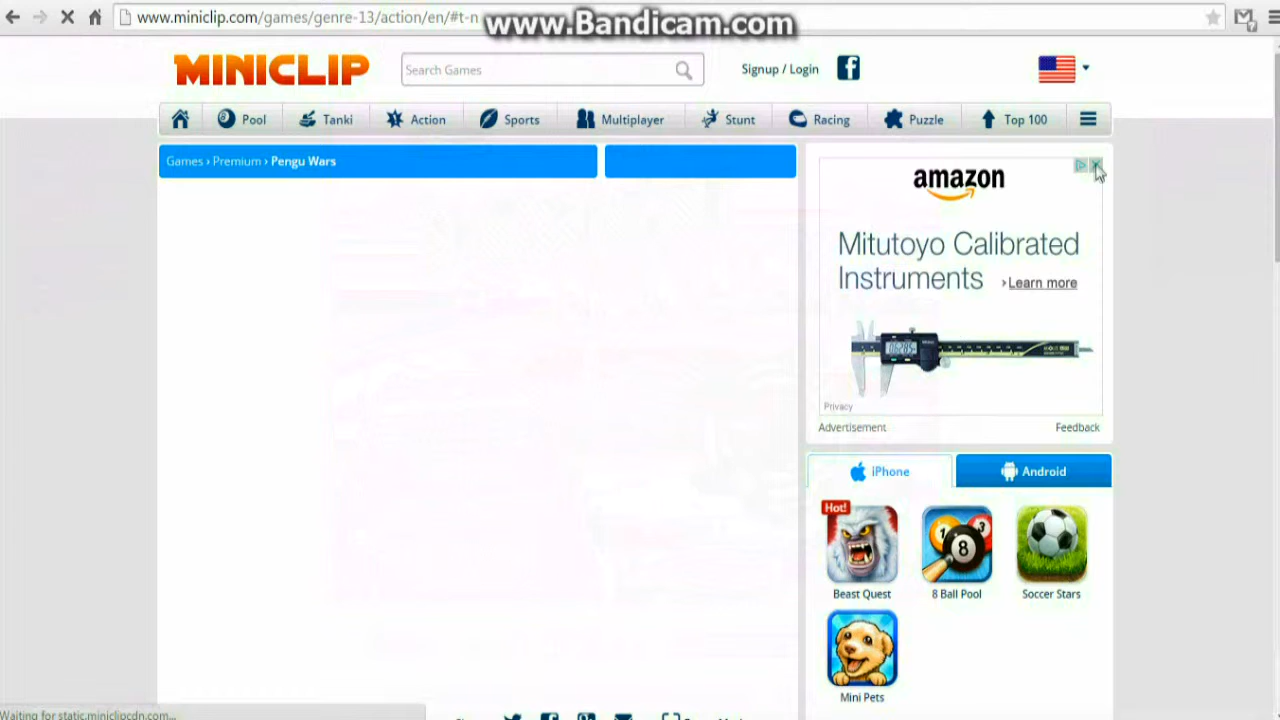 www.miniclip.com/games/genre-13/action/en/#t-n
www.Bandicam.com
MINICLIP
Search Games
Signup / Login
Pool
Tanki
Action
Sports
Multiplayer
Stunt
Racing
Puzzle
Top 100
Games › Premium › Pengu Wars
amazon
Mitutoyo Calibrated
Instruments
› Learn more
Privacy
Advertisement
Feedback
iPhone
Android
Hot!
Beast Quest
8 Ball Pool
Soccer Stars
Mini Pets
Waiting for static.miniclipcdn.com...